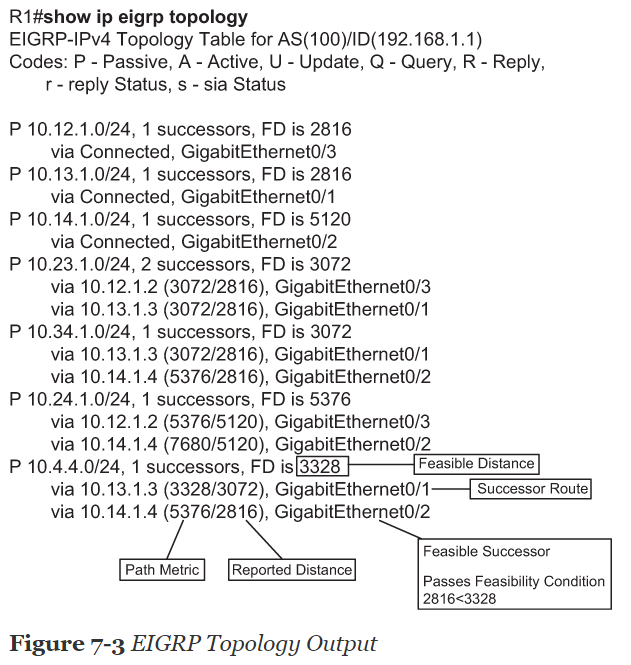 R1#show ip eigrp topology
EIGRP-IPv4 Topology Table for AS(100)/ID(192.168.1.1)
Codes: P - Passive, A - Active, U - Update, Q - Query, R - Reply,
r - reply Status, s - sia Status
P 10.12.1.0/24, 1 successors, FD is 2816
via Connected, GigabitEthernet0/3
P 10.13.1.0/24, 1 successors, FD is 2816
via Connected, GigabitEthernet0/1
P 10.14.1.0/24, 1 successors, FD is 5120
via Connected, GigabitEthernet0/2
P 10.23.1.0/24, 2 successors, FD is 3072
via 10.12.1.2 (3072/2816), GigabitEthernet0/3
via 10.13.1.3 (3072/2816), GigabitEthernet0/1
P 10.34.1.0/24, 1 successors, FD is 3072
via 10.13.1.3 (3072/2816), GigabitEthernet0/1
via 10.14.1.4 (5376/2816), GigabitEthernet0/2
P 10.24.1.0/24, 1 successors, FD is 5376
via 10.12.1.2 (5376/5120), GigabitEthernet0/3
via 10.14.1.4 (7680/5120), GigabitEthernet0/2
P 10.4.4.0/24, 1 successors, FD is 3328
Feasible Distance
via 10.13.1.3 (3328/3072), GigabitEthernet0/1
Successor Route
via 10.14.1.4 (5376/2816), GigabitEthernet0/2
Path Metric
Reported Distance
Feasible Successor
Passes Feasibility Condition
2816<3328
Figure 7-3 EIGRP Topology Output